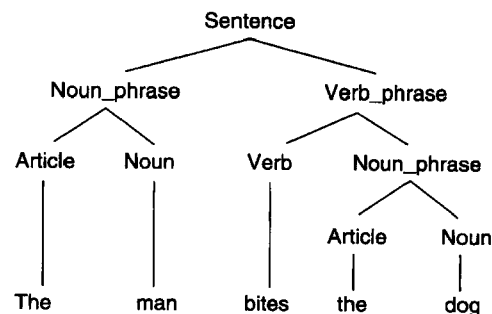 Sentence
Noun_phrase Verb_phrase
Article Noun Verb Noun_phrase
Article Noun
The man bites the dog